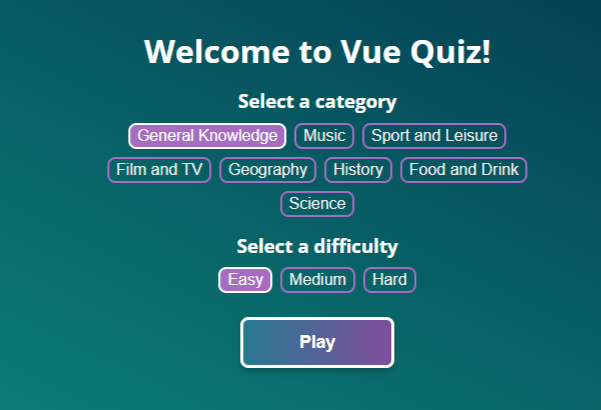 Welcome to Vue Quiz!
Select a category
General Knowledge Music Sport and Leisure
Film and TV Geography History Food and Drink
Science
Select a difficulty
Easy Medium Hard
Play